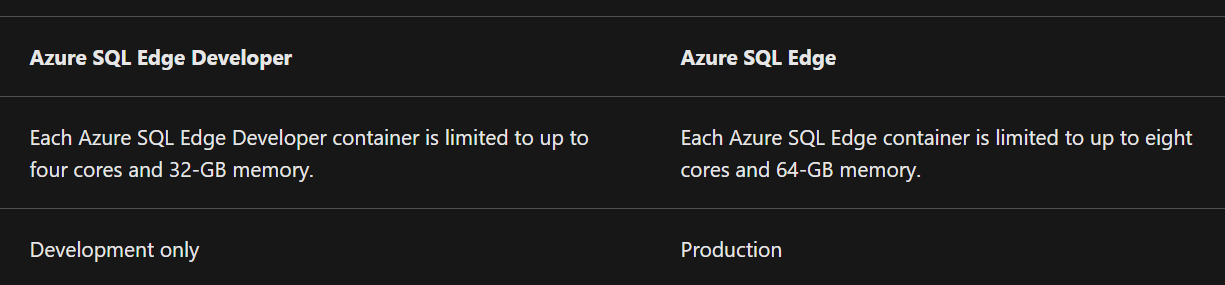 Azure SQL Edge Developer
Azure SQL Edge
Each Azure SQL Edge Developer container is limited to up to
four cores and 32-GB memory.
Each Azure SQL Edge container is limited to up to eight
cores and 64-GB memory.
Development only
Production